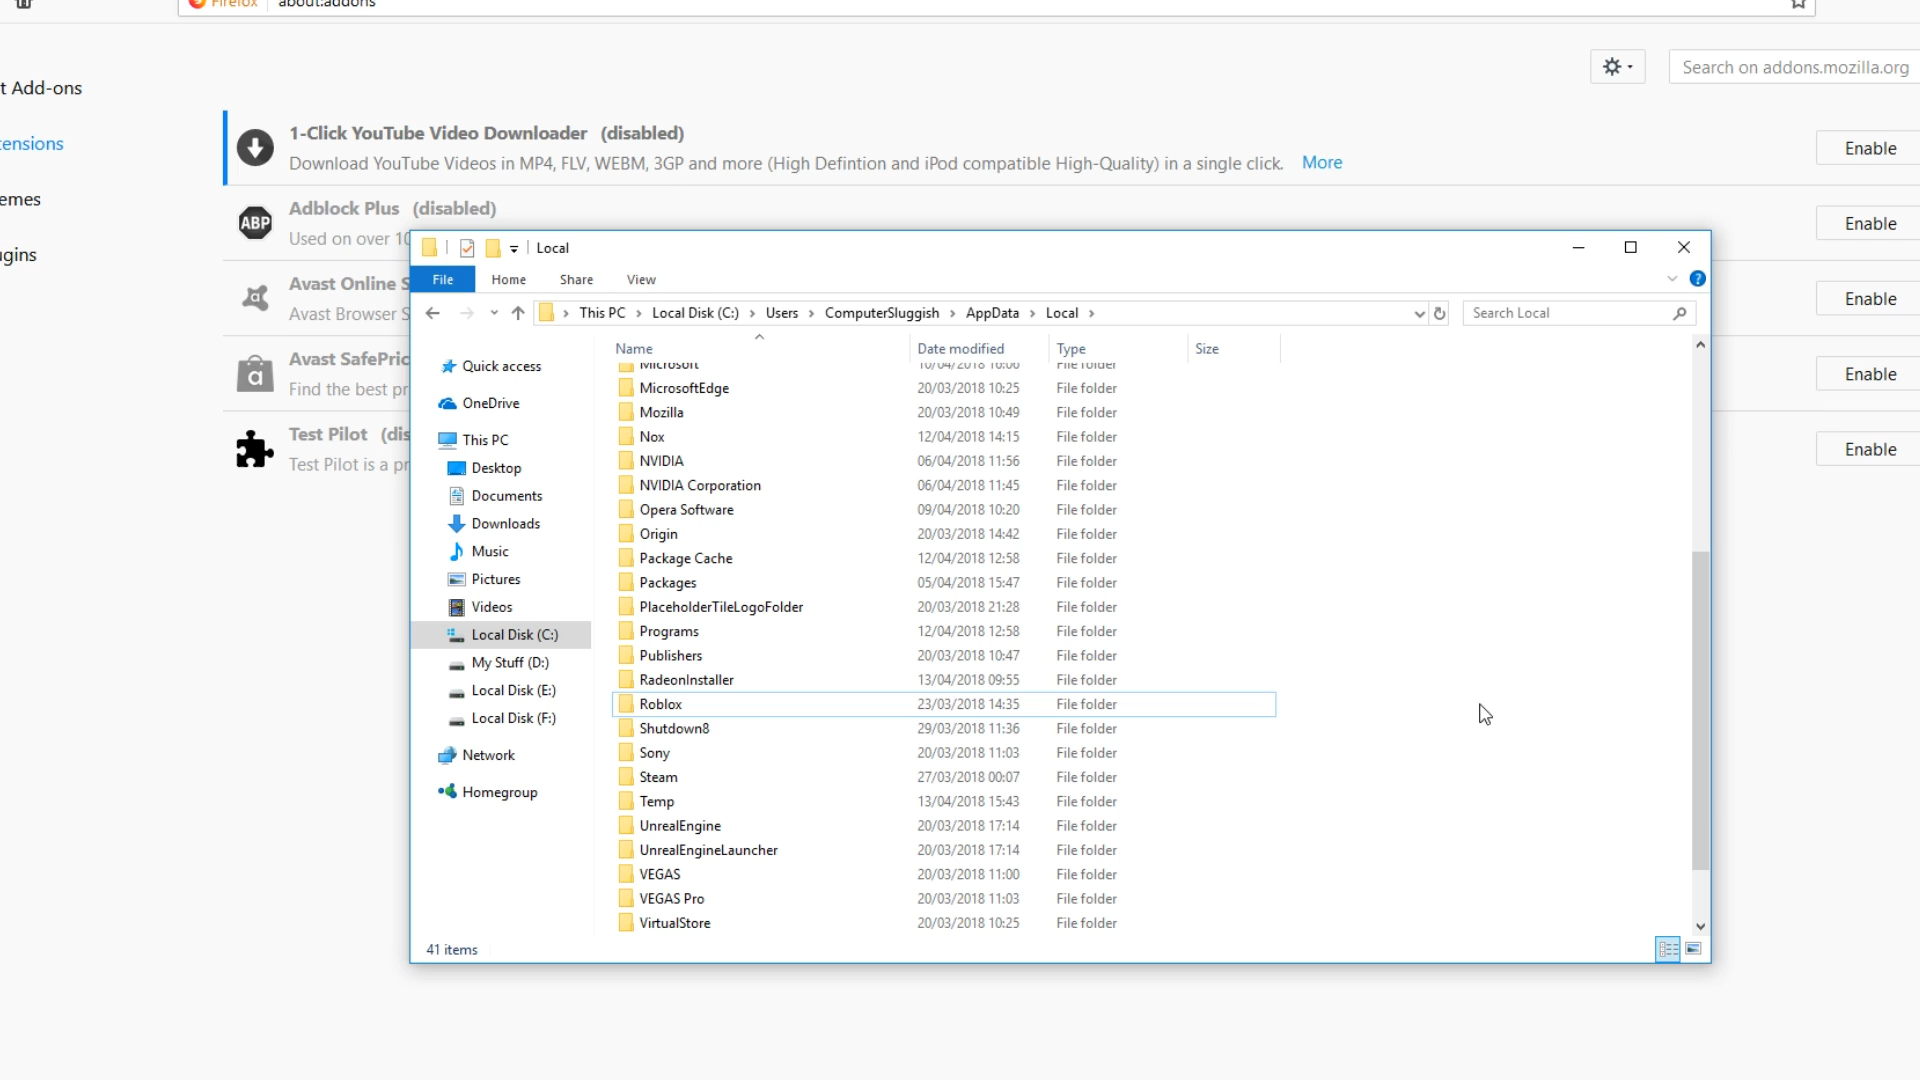 Firefox about:addons
t Add-ons
Search on addons.mozilla.org
ensions
emes
gins
1-Click YouTube Video Downloader (disabled)
Download YouTube Videos in MP4, FLV, WEBM, 3GP and more (High Defintion and iPod compatible High-Quality) in a single click. More
Enable
Adblock Plus (disabled)
ABP
Used on over 10
Enable
Avast Online S
Avast Browser S
Enable
Avast SafePric
Find the best pr
Enable
Test Pilot (dis
Test Pilot is a pr
Enable
Local
File Home Share View
This PC Local Disk (C:) Users ComputerSluggish AppData Local
Search Local
Quick access
OneDrive
This PC
Desktop
Documents
Downloads
Music
Pictures
Videos
Local Disk (C:)
My Stuff (D:)
Local Disk (E:)
Local Disk (F:)
Network
Homegroup
Name Date modified Type Size
Microsoft 10/04/2018 16:06 File folder
MicrosoftEdge 20/03/2018 10:25 File folder
Mozilla 20/03/2018 10:49 File folder
Nox 12/04/2018 14:15 File folder
NVIDIA 06/04/2018 11:56 File folder
NVIDIA Corporation 06/04/2018 11:45 File folder
Opera Software 09/04/2018 10:20 File folder
Origin 20/03/2018 14:42 File folder
Package Cache 12/04/2018 12:58 File folder
Packages 05/04/2018 15:47 File folder
PlaceholderTileLogoFolder 20/03/2018 21:28 File folder
Programs 12/04/2018 12:58 File folder
Publishers 20/03/2018 10:47 File folder
RadeonInstaller 13/04/2018 09:55 File folder
Roblox 23/03/2018 14:35 File folder
Shutdown8 29/03/2018 11:36 File folder
Sony 20/03/2018 11:03 File folder
Steam 27/03/2018 00:07 File folder
Temp 13/04/2018 15:43 File folder
UnrealEngine 20/03/2018 17:14 File folder
UnrealEngineLauncher 20/03/2018 17:14 File folder
VEGAS 20/03/2018 11:00 File folder
VEGAS Pro 20/03/2018 11:03 File folder
VirtualStore 20/03/2018 10:25 File folder
41 items